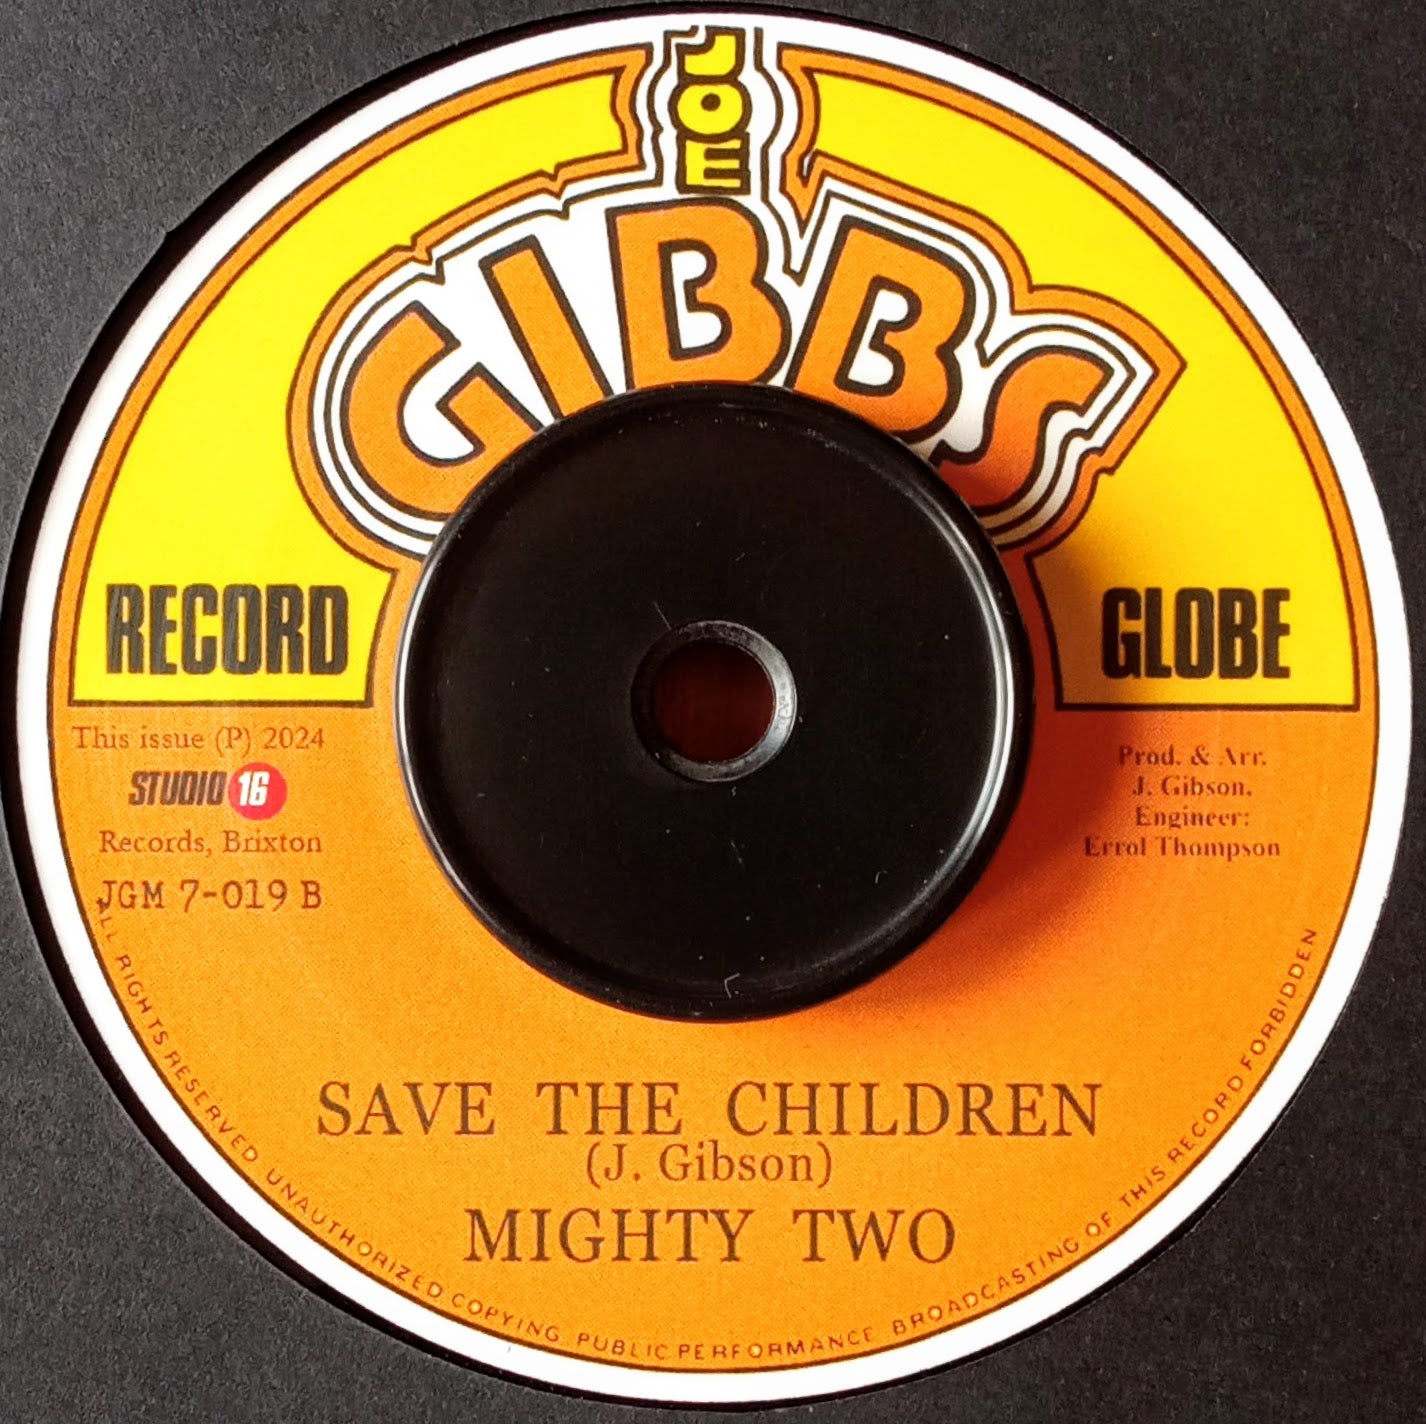 JOE
GIBBS
RECORD
GLOBE
This issue (P) 2024
STUDIO 16
Records, Brixton
JGM 7-019 B
Prod. & Arr.
J. Gibson.
Engineer:
Errol Thompson
SAVE THE CHILDREN
(J. Gibson)
MIGHTY TWO
ALL RIGHTS RESERVED UNAUTHORIZED COPYING PUBLIC PERFORMANCE BROADCASTING OF THIS RECORD FORBIDDEN